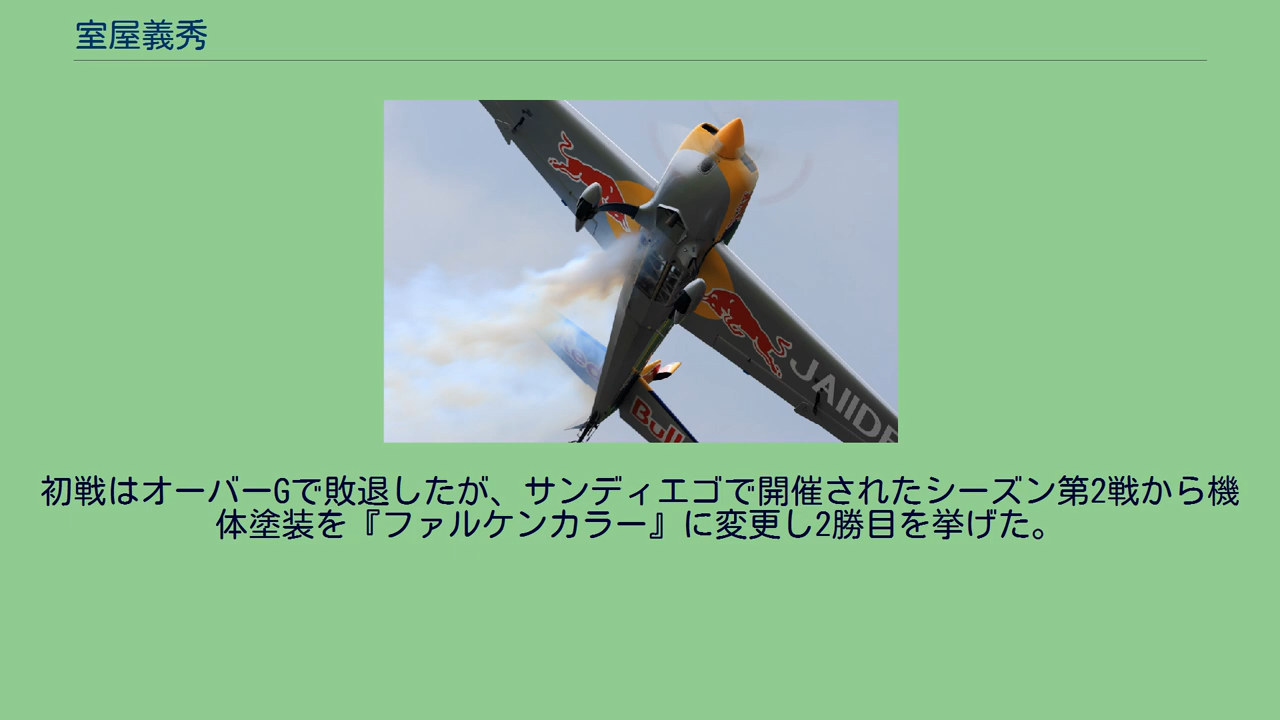 室屋義秀
JAIIDE
Bull
初戦はオーバーGで敗退したが、サンディエゴで開催されたシーズン第2戦から機
体塗装を『ファルケンカラー』に変更し2勝目を挙げた。